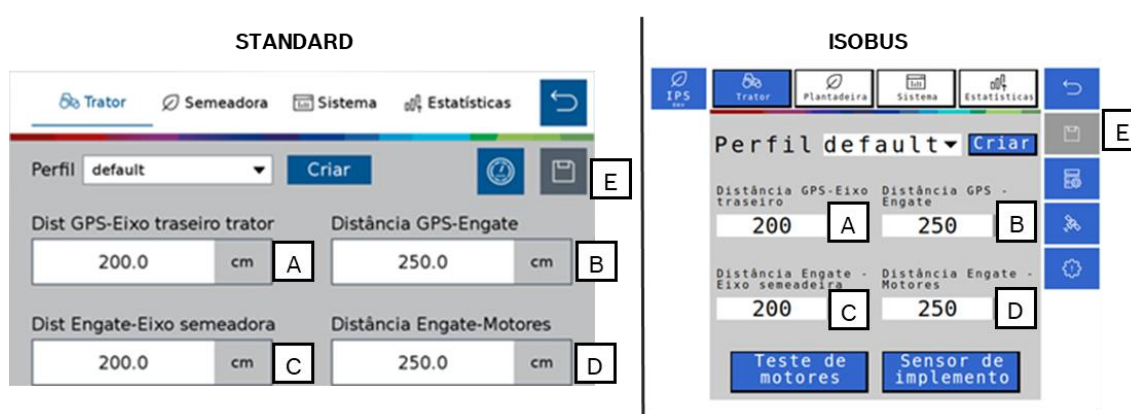 STANDARD
Trator Semeadora Sistema Estatísticas
Perfil default Criar
E
Dist GPS-Eixo traseiro trator Distância GPS-Engate
200.0 cm A 250.0 cm B
Dist Engate-Eixo semeadora Distância Engate-Motores
200.0 cm C 250.0 cm D
ISOBUS
IPS
Trator Plantadeira Sistema Estatísticas
Perfil default Criar
E
Distância GPS-Eixo
traseiro
Distância GPS -
Engate
200 A 250 B
Distância Engate -
Eixo semeadeira
Distância Engate -
Motores
200 C 250 D
Teste de
motores
Sensor de
implemento